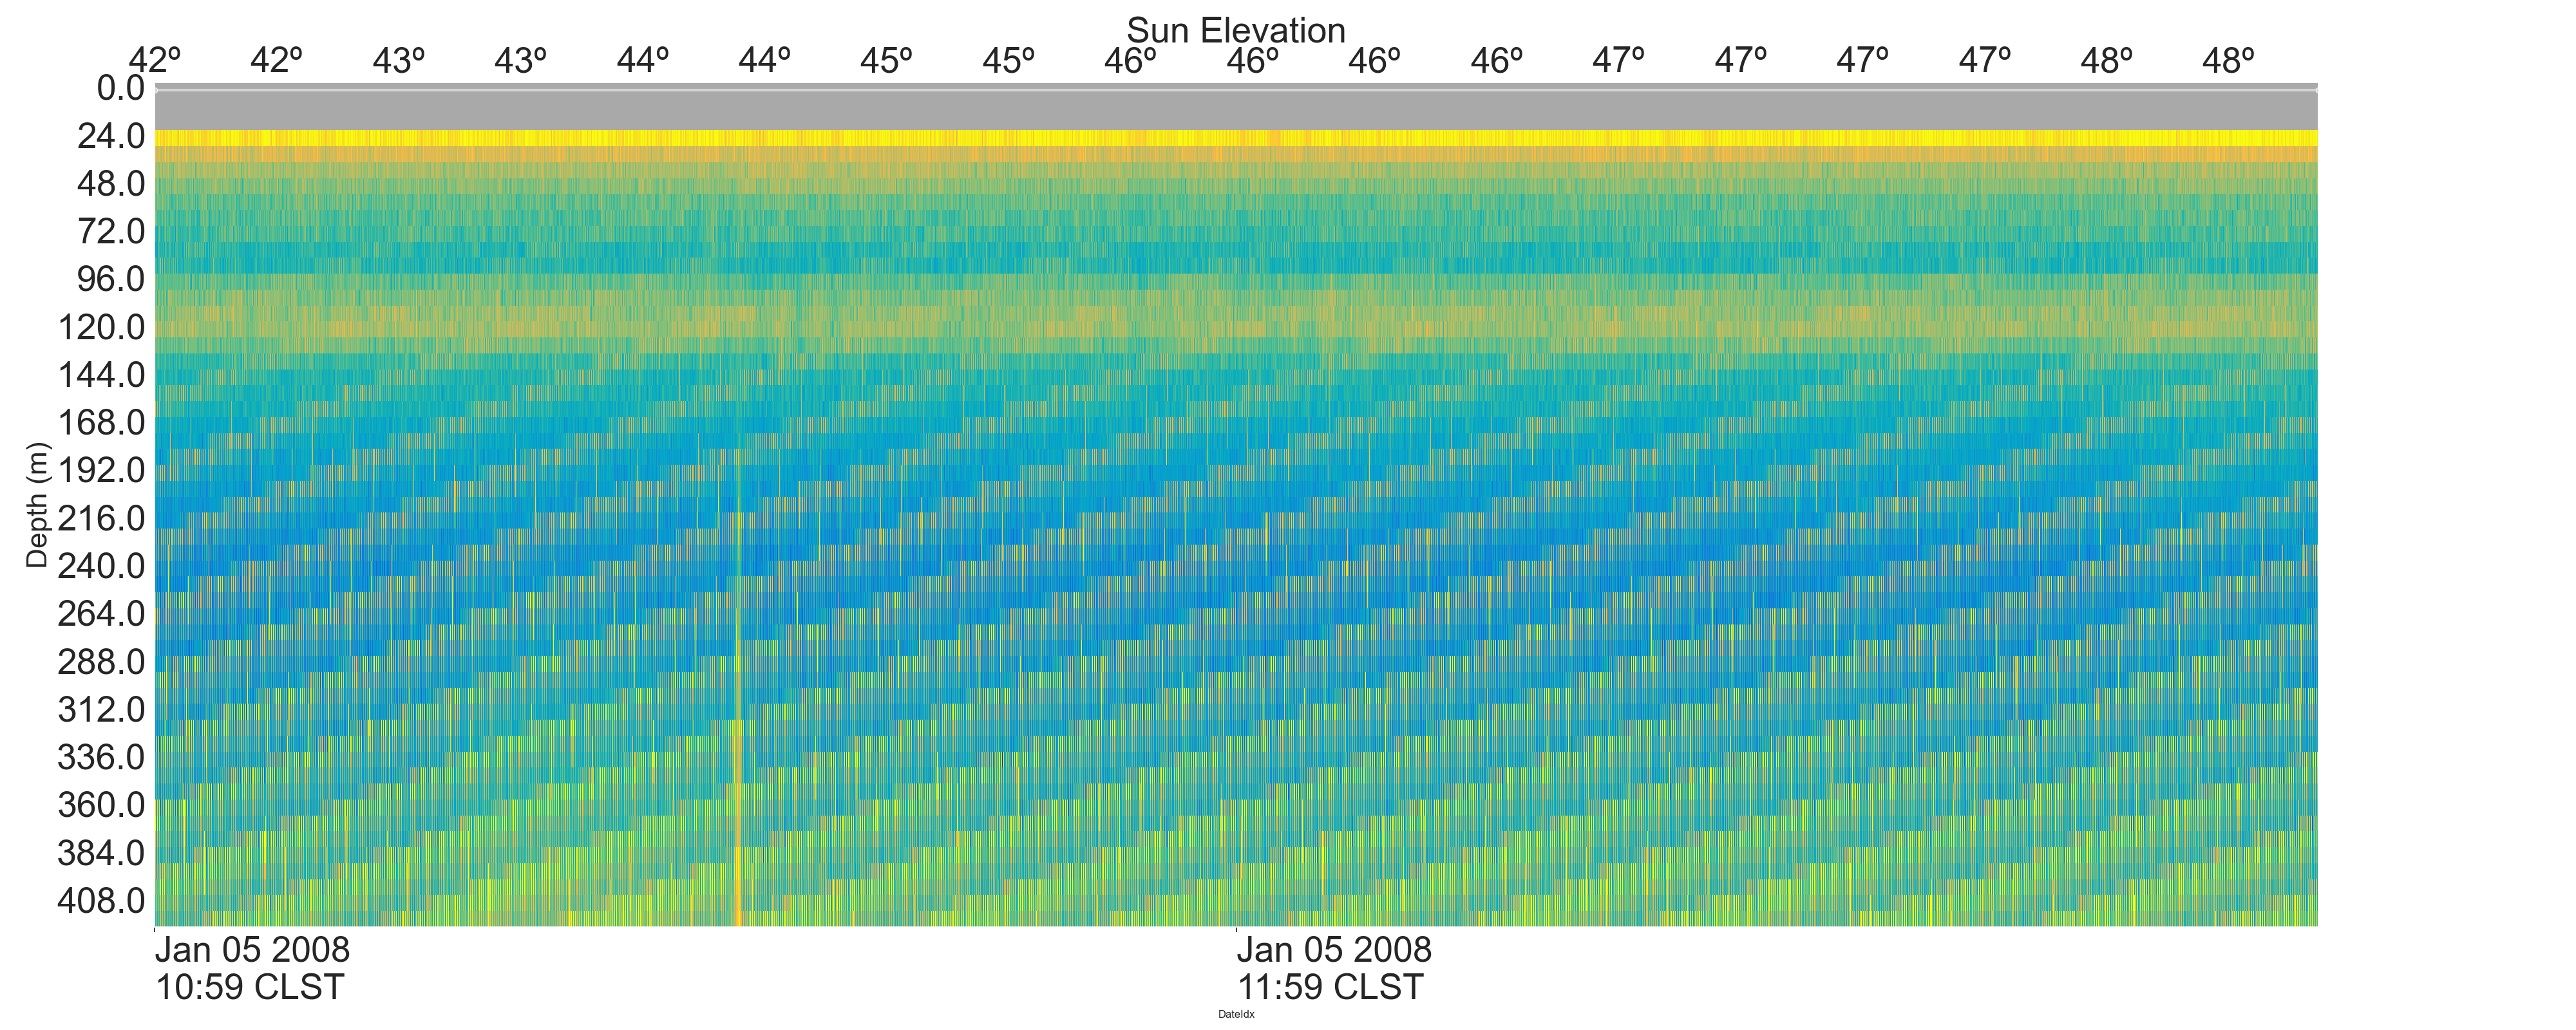 Sun Elevation
42º 42º 43º 43º 44º 44º 45º 45º 46º 46º 46º 46º 47º 47º 47º 47º 48º 48º
0.0
24.0
48.0
72.0
96.0
120.0
144.0
168.0
192.0
216.0
240.0
264.0
288.0
312.0
336.0
360.0
384.0
408.0
Depth (m)
Jan 05 2008
10:59 CLST
Jan 05 2008
11:59 CLST
DateIdx